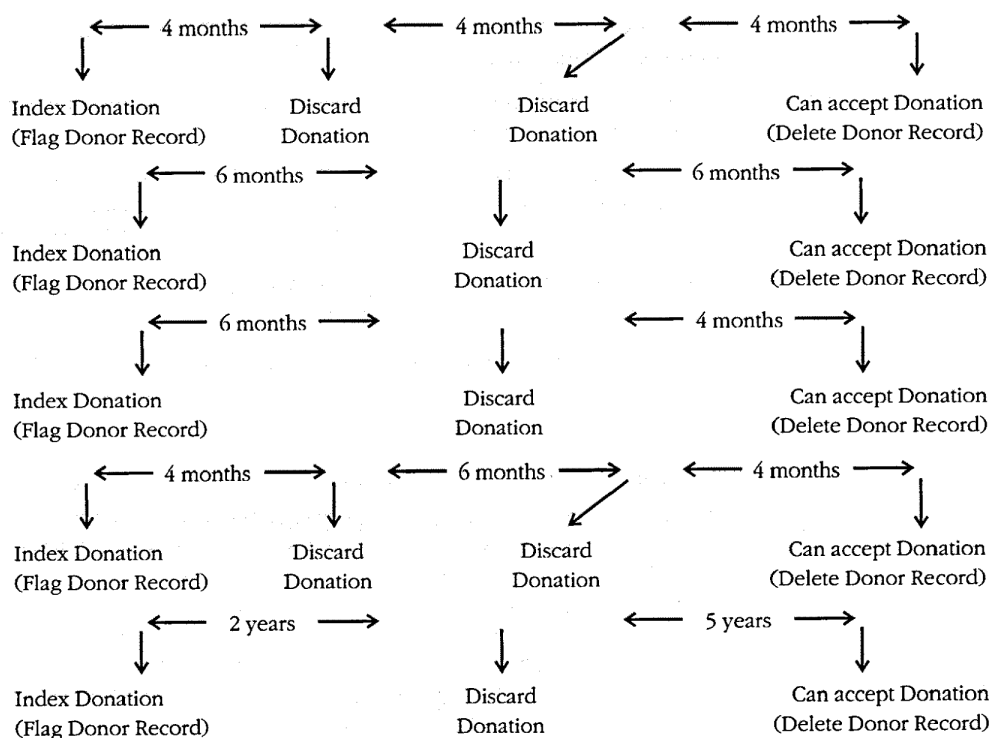 4 months 4 months 4 months
Index Donation Discard Discard Can accept Donation
(Flag Donor Record) Donation Donation (Delete Donor Record)
6 months 6 months
Index Donation Discard Can accept Donation
(Flag Donor Record) Donation (Delete Donor Record)
6 months 4 months
Index Donation Discard Can accept Donation
(Flag Donor Record) Donation (Delete Donor Record)
4 months 6 months 4 months
Index Donation Discard Discard Can accept Donation
(Flag Donor Record) Donation Donation (Delete Donor Record)
2 years 5 years
Index Donation Discard Can accept Donation
(Flag Donor Record) Donation (Delete Donor Record)